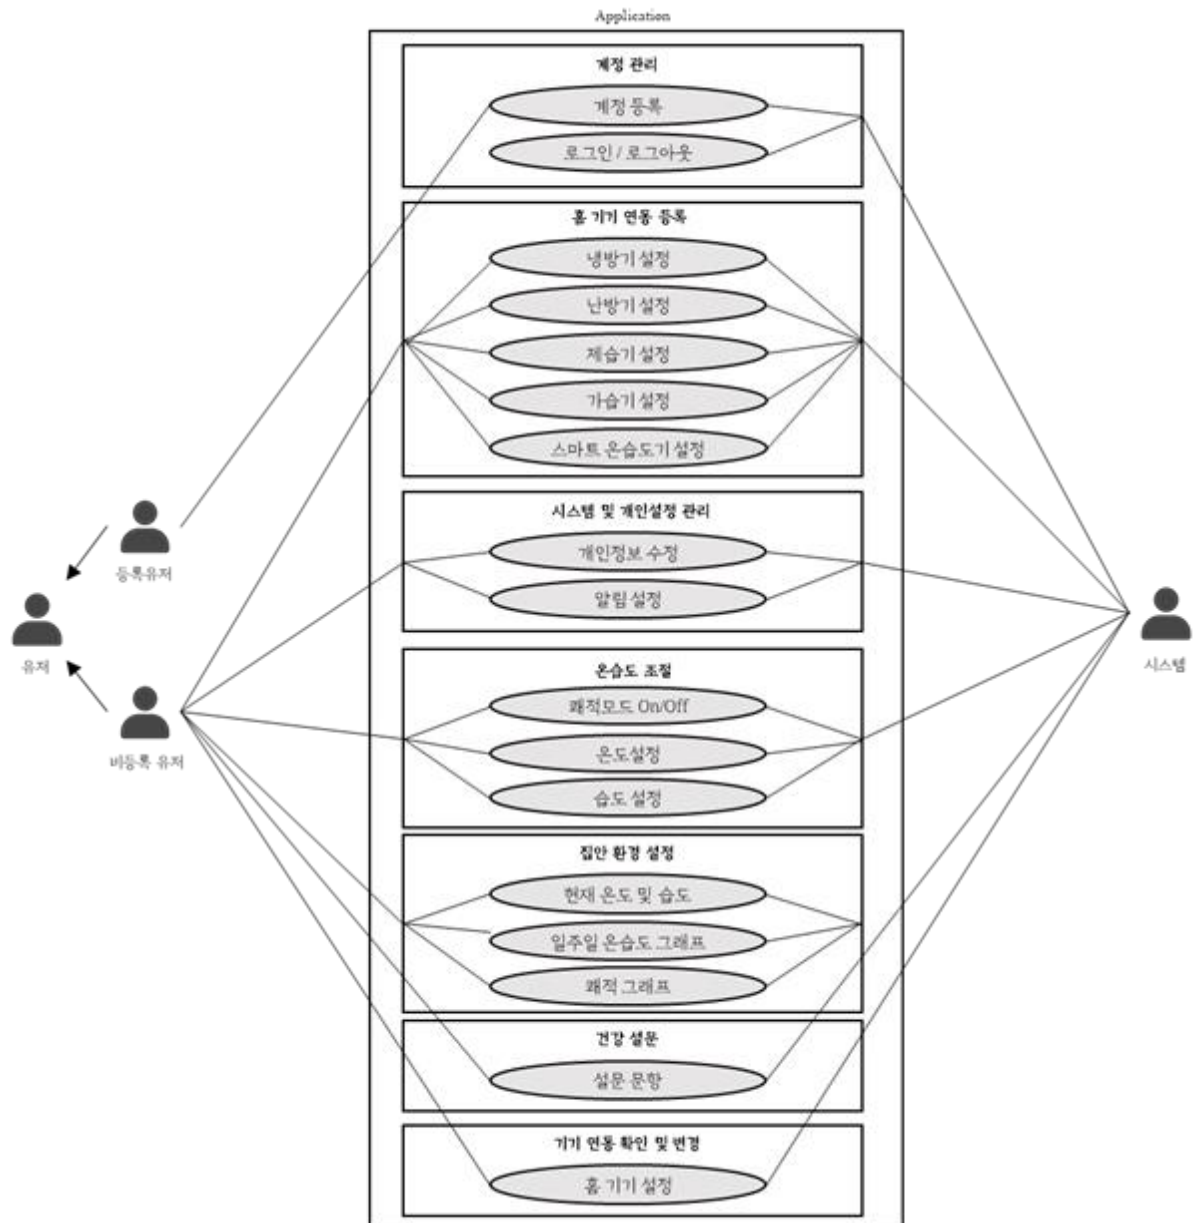 Application
계정 관리
계정 등록
로그인 / 로그아웃
홈 기기 연동 등록
냉방기 설정
난방기 설정
제습기 설정
가습기 설정
스마트 온습도기 설정
시스템 및 개인설정 관리
개인정보 수정
알림 설정
등록유저
유저
비등록 유저
시스템
온습도 조절
쾌적모드 On/Off
온도설정
습도 설정
집안 환경 설정
현재 온도 및 습도
일주일 온습도 그래프
쾌적 그래프
건강 설문
설문 문항
기기 연동 확인 및 변경
홈 기기 설정